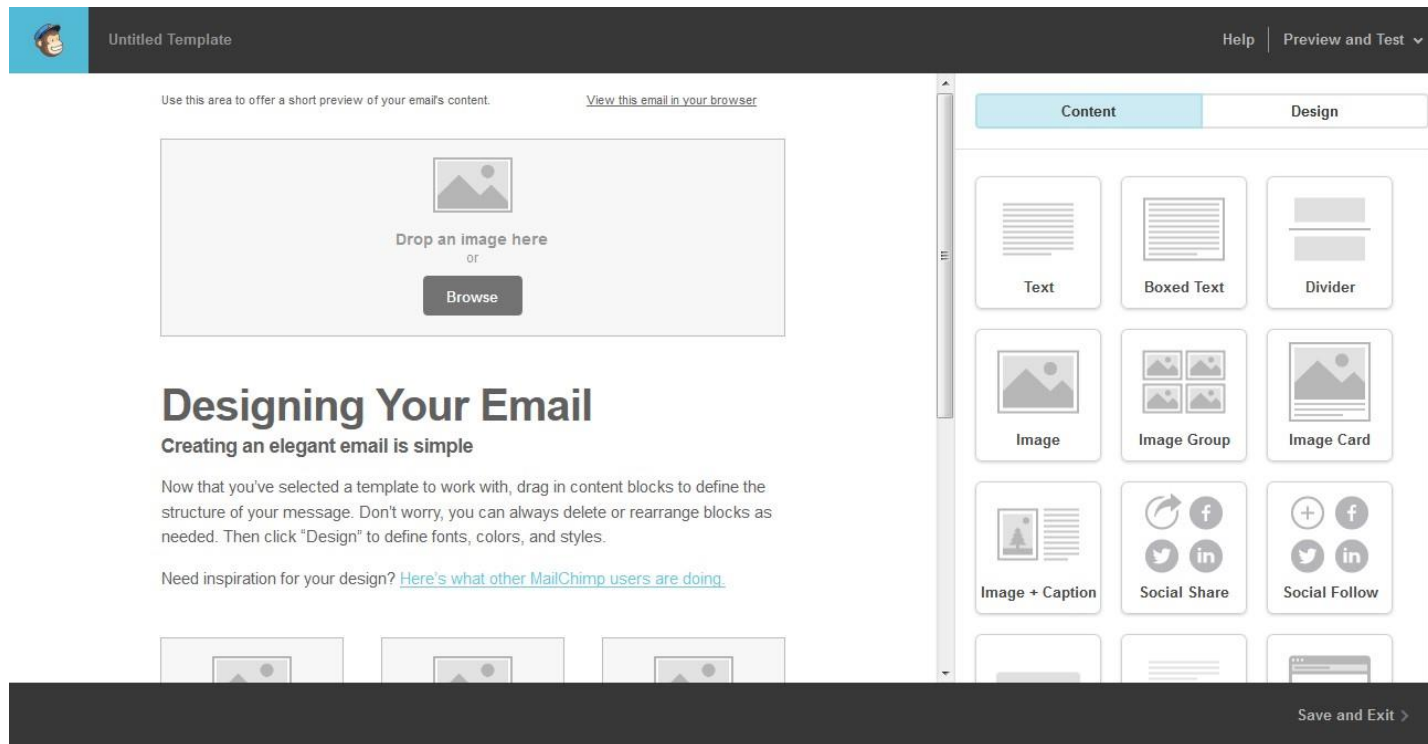 Untitled Template
Help
Preview and Test
Use this area to offer a short preview of your email's content.
View this email in your browser
Drop an image here
or
Browse
Designing Your Email
Creating an elegant email is simple
Now that you've selected a template to work with, drag in content blocks to define the
structure of your message. Don't worry, you can always delete or rearrange blocks as
needed. Then click “Design” to define fonts, colors, and styles.
Need inspiration for your design? Here's what other MailChimp users are doing.
Content
Design
Text
Boxed Text
Divider
Image
Image Group
Image Card
Image + Caption
Social Share
Social Follow
Save and Exit